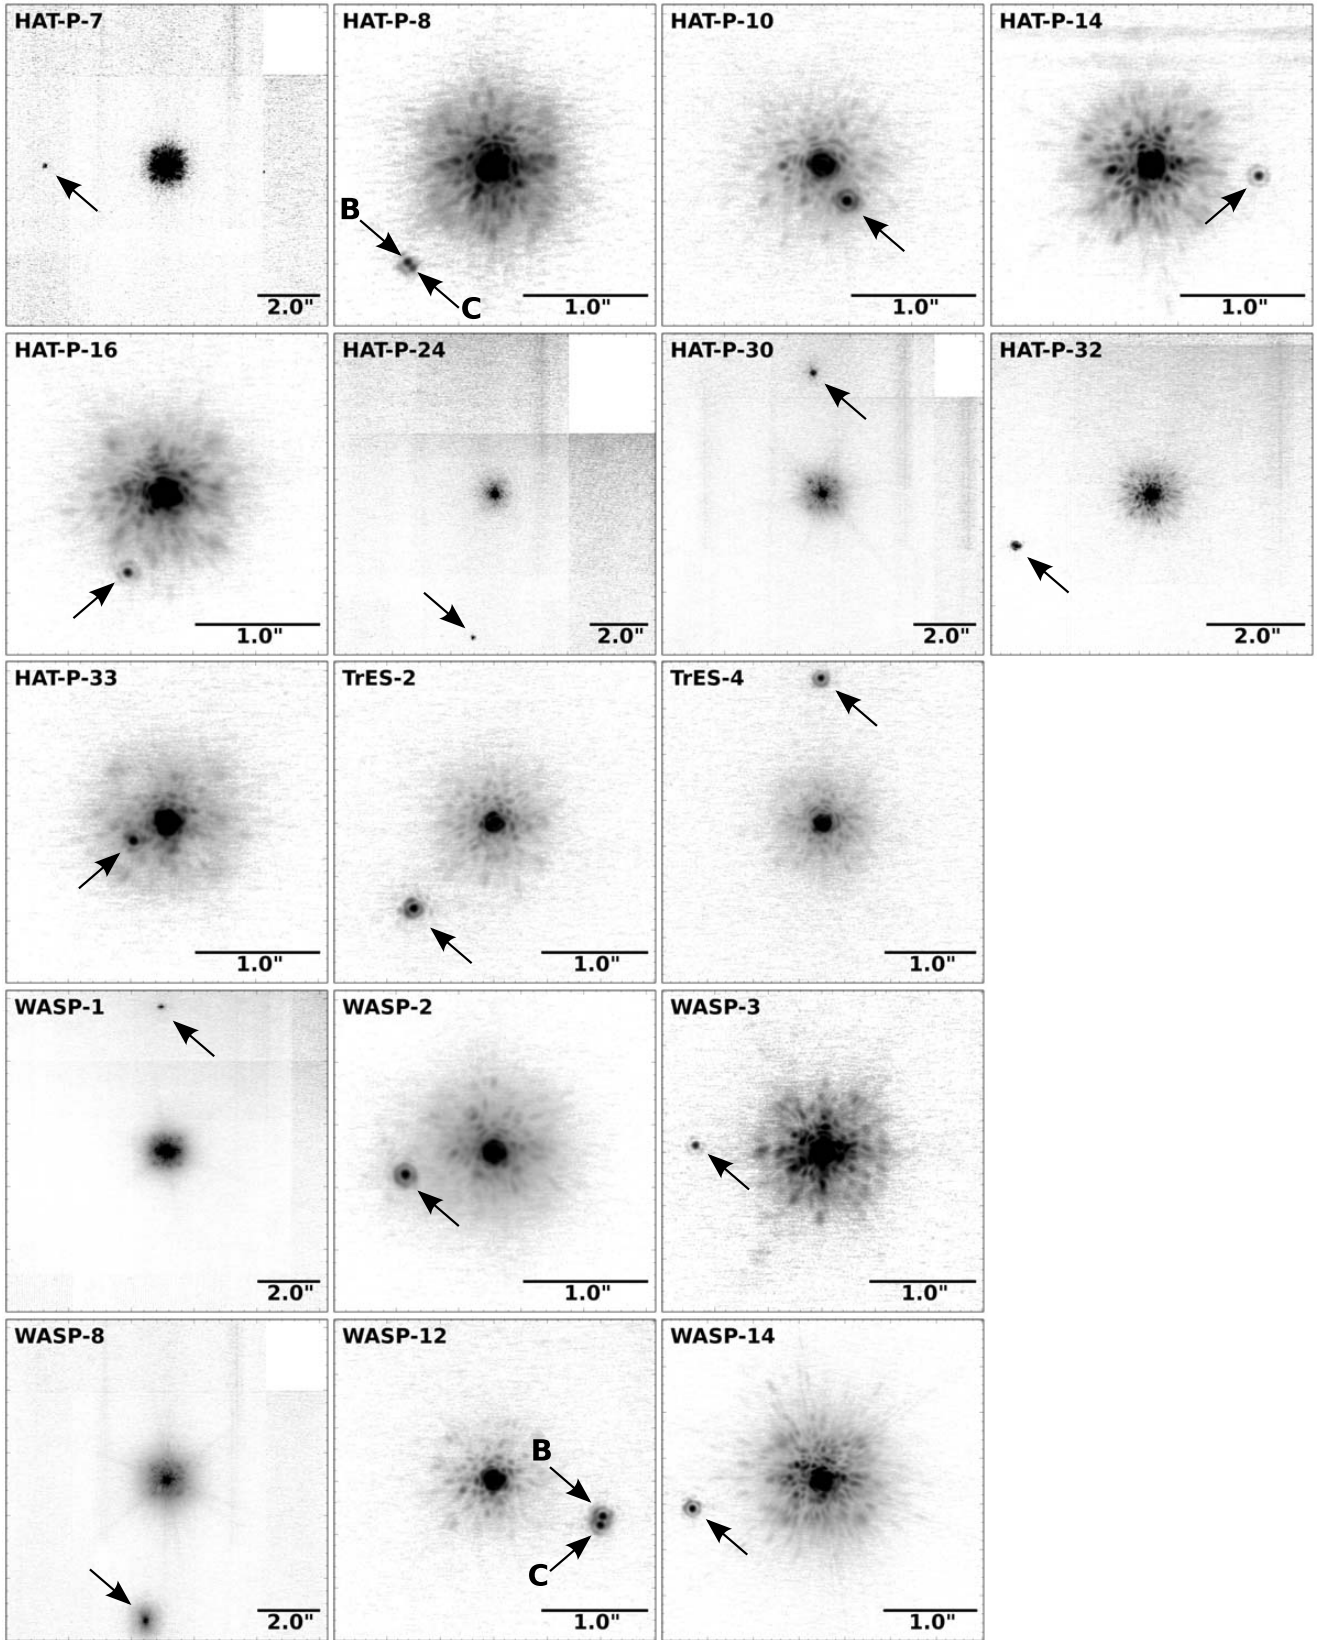 HAT-P-7
2.0"
HAT-P-8
B
C
1.0"
HAT-P-10
1.0"
HAT-P-14
1.0"
HAT-P-16
1.0"
HAT-P-24
2.0"
HAT-P-30
2.0"
HAT-P-32
2.0"
HAT-P-33
1.0"
TrES-2
1.0"
TrES-4
1.0"
WASP-1
2.0"
WASP-2
1.0"
WASP-3
1.0"
WASP-8
2.0"
WASP-12
B
C
1.0"
WASP-14
1.0"